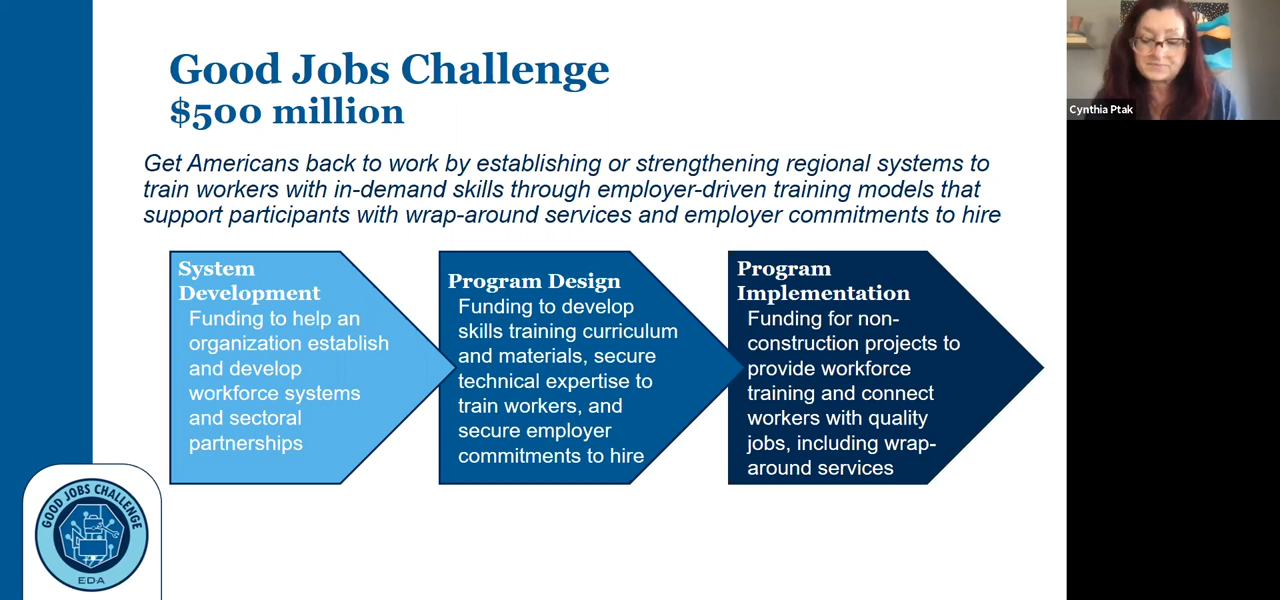 Good Jobs Challenge
$500 million
Get Americans back to work by establishing or strengthening regional systems to
train workers with in-demand skills through employer-driven training models that
support participants with wrap-around services and employer commitments to hire
System
Development
Funding to help an
organization establish
and develop
workforce systems
and sectoral
partnerships
Program Design
Funding to develop
skills training curriculum
and materials, secure
technical expertise to
train workers, and
secure employer
commitments to hire
Program
Implementation
Funding for non-
construction projects to
provide workforce
training and connect
workers with quality
jobs, including wrap-
around services
GOOD JOBS CHALLENGE
EDA
Cynthia Ptak